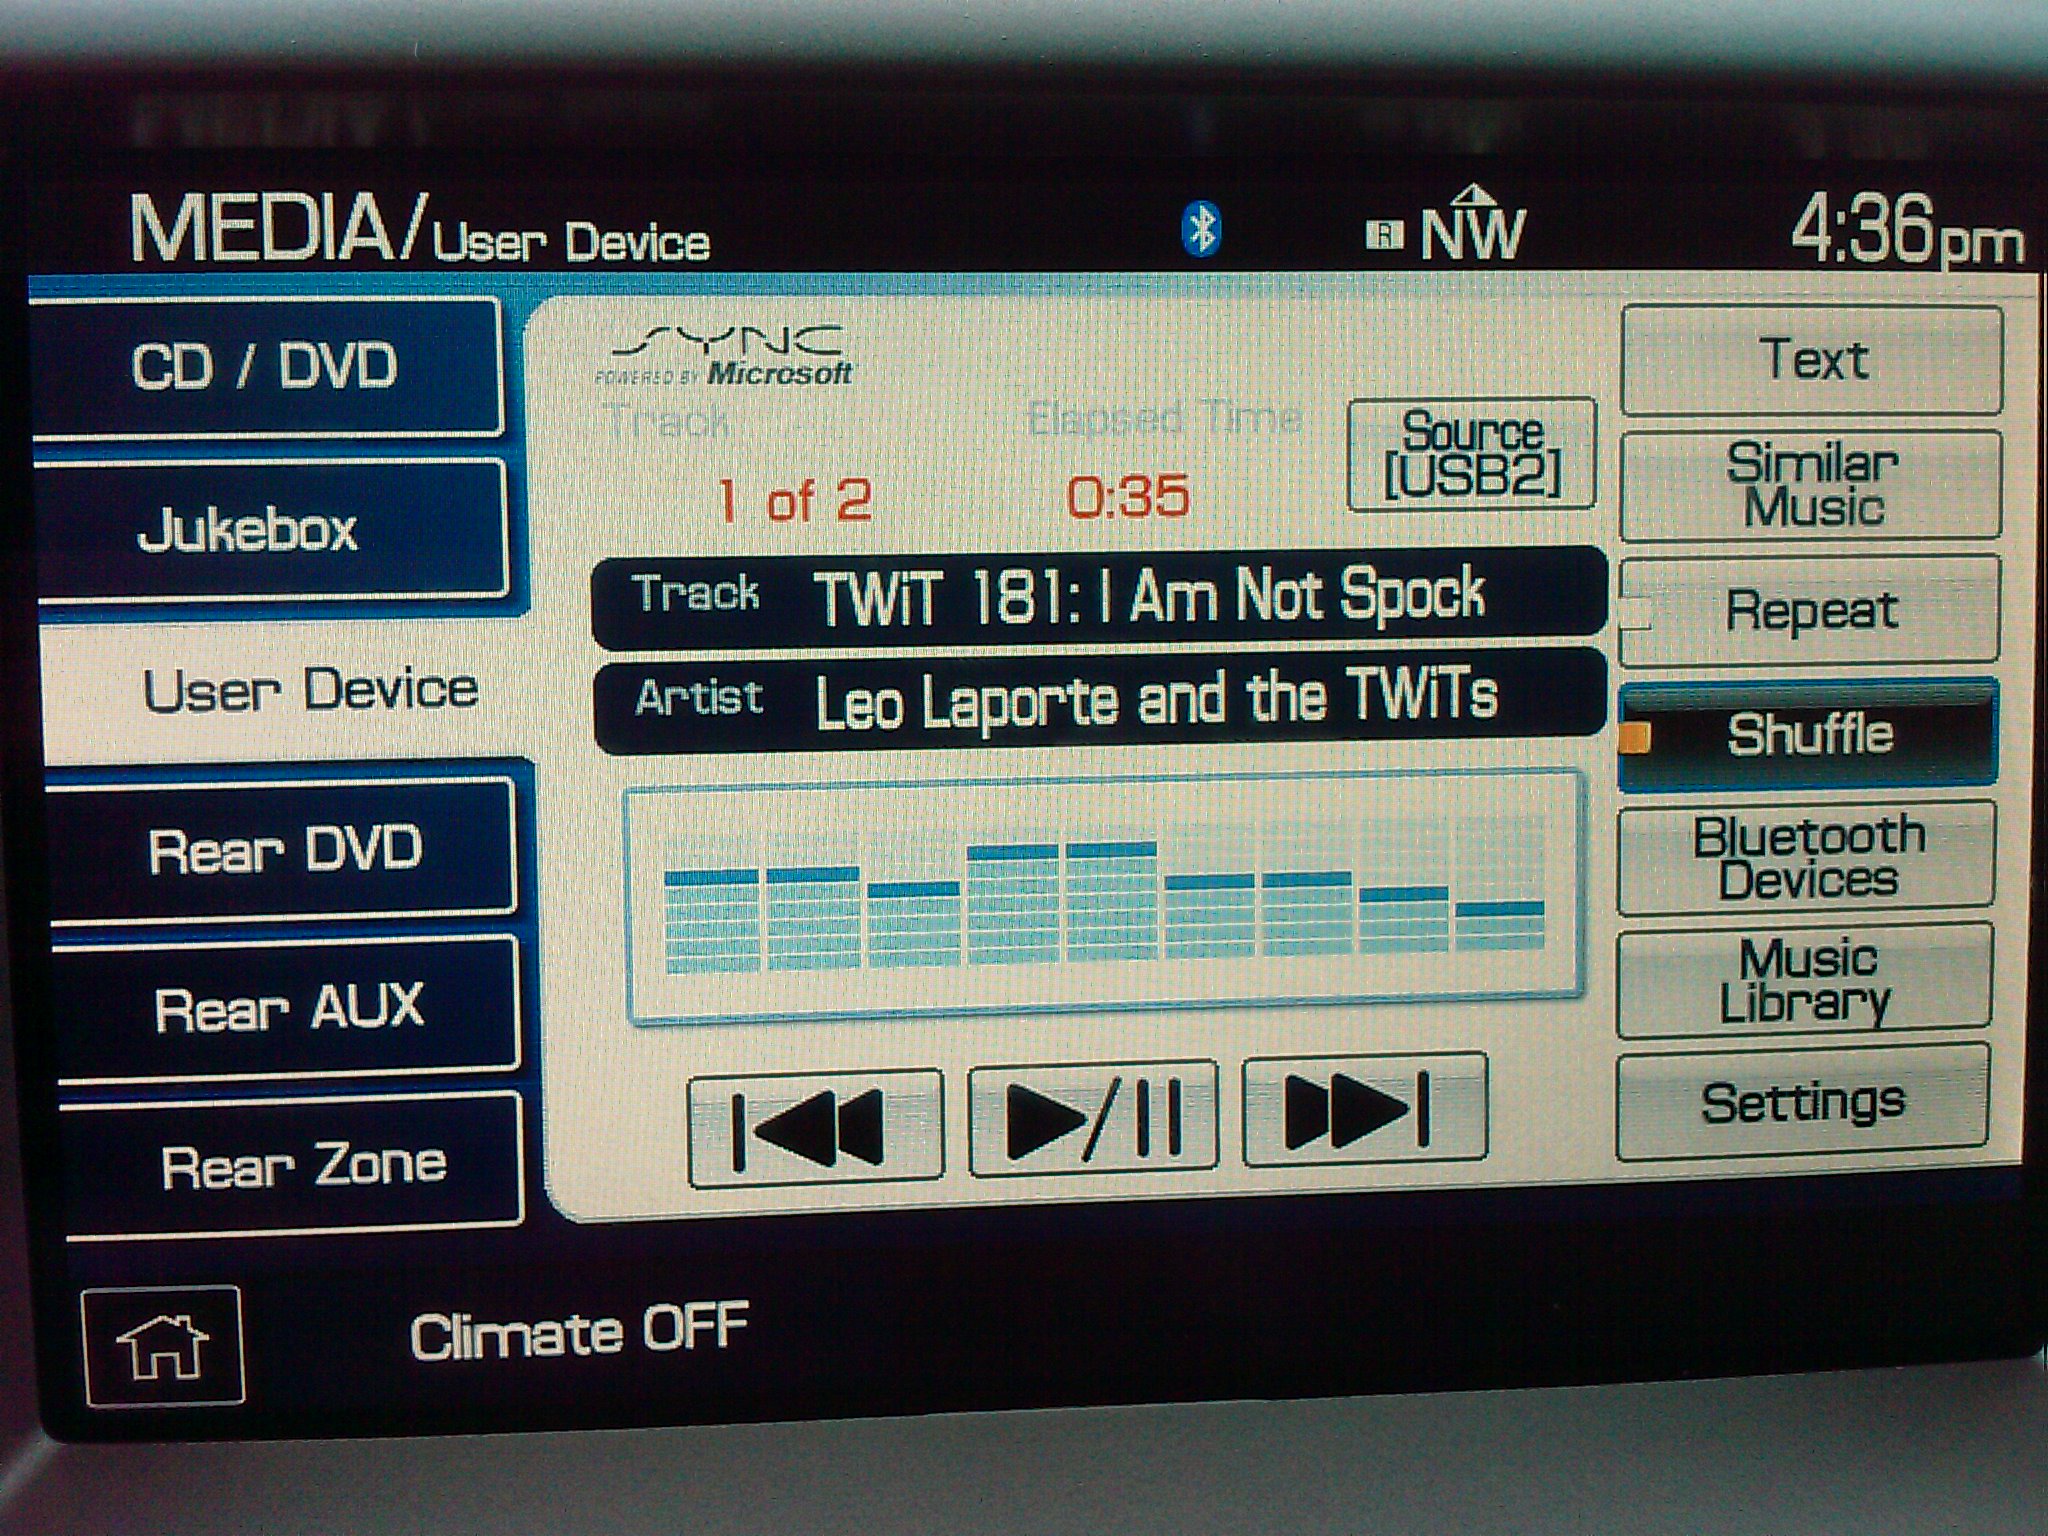 MEDIA/User Device
NW
4:36pm
CD / DVD
Jukebox
User Device
Rear DVD
Rear AUX
Rear Zone
SYNC
POWERED BY Microsoft
Track
Elapsed Time
1 of 2
0:35
Source
[USB2]
Track TWiT 181: I Am Not Spock
Artist Leo Laporte and the TWiTs
Text
Similar
Music
Repeat
Shuffle
Bluetooth
Devices
Music
Library
Settings
Climate OFF